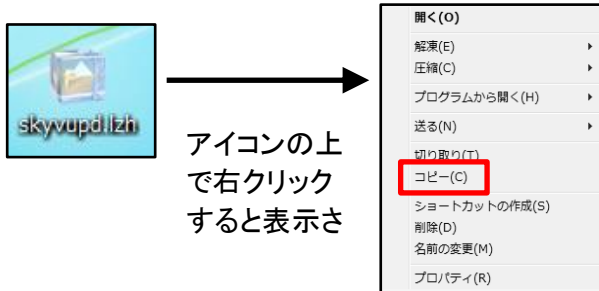 skyvupd.lzh
アイコンの上
で右クリック
すると表示さ
開く(O)
解凍(E)
圧縮(C)
プログラムから開く(H)
送る(N)
切り取り(T)
コピー(C)
ショートカットの作成(S)
削除(D)
名前の変更(M)
プロパティ(R)